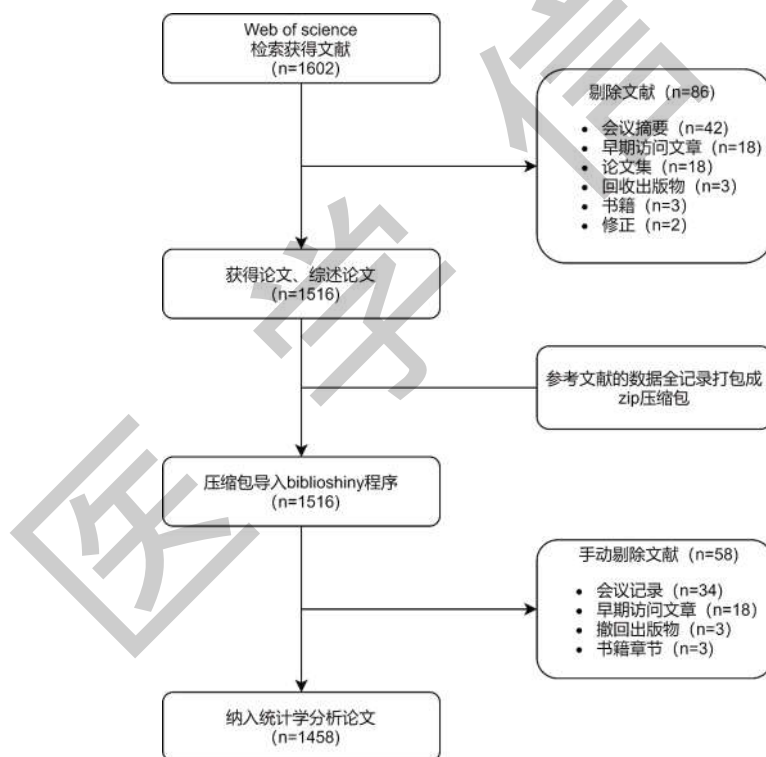 Web of science
检索获得文献
(n=1602)
剔除文献（n=86）
• 会议摘要（n=42）
• 早期访问文章（n=18）
• 论文集（n=18）
• 回收出版物（n=3）
• 书籍（n=3）
• 修正（n=2）
获得论文、综述论文
(n=1516)
参考文献的数据全记录打包成
zip压缩包
压缩包导入biblioshiny程序
(n=1516)
手动剔除文献（n=58）
• 会议记录（n=34）
• 早期访问文章（n=18）
• 撤回出版物（n=3）
• 书籍章节（n=3）
纳入统计学分析论文
(n=1458)
医学信